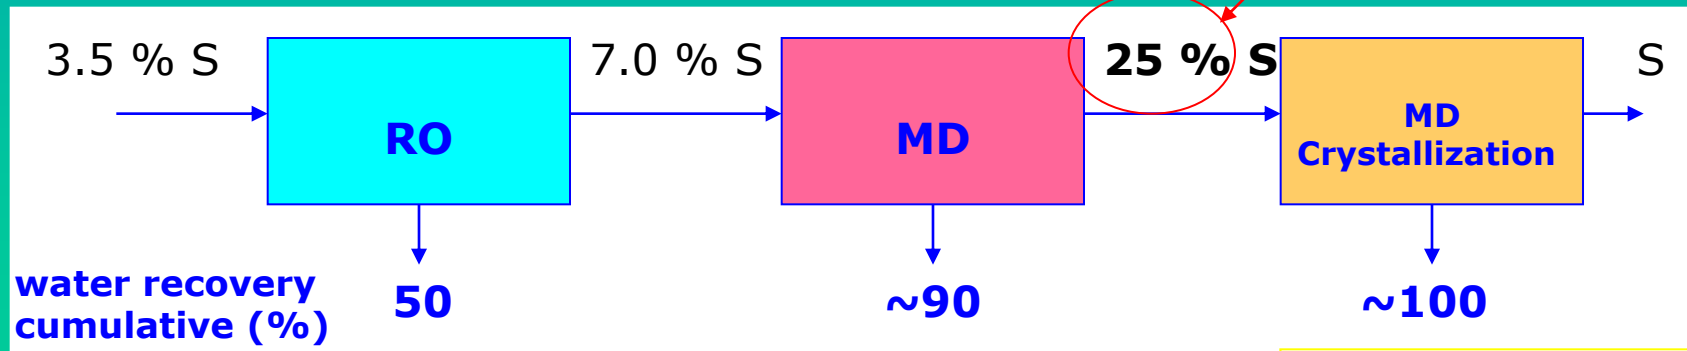 3.5 % S
7.0 % S
25 % S
S
RO
MD
MD
Crystallization
water recovery
cumulative (%)
50
~90
~100